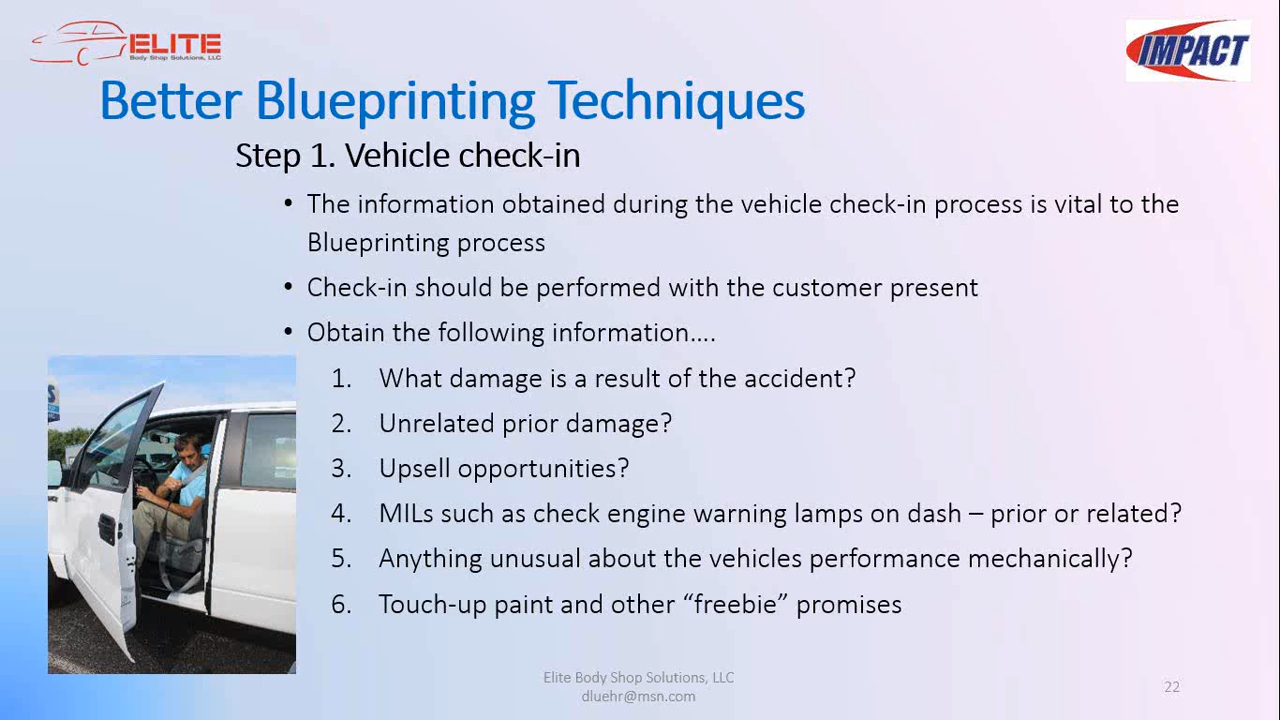 ELITE
Body Shop Solutions, LLC
IMPACT
Better Blueprinting Techniques
Step 1. Vehicle check-in
• The information obtained during the vehicle check-in process is vital to the
Blueprinting process
• Check-in should be performed with the customer present
• Obtain the following information....
1. What damage is a result of the accident?
2. Unrelated prior damage?
3. Upsell opportunities?
4. MILs such as check engine warning lamps on dash – prior or related?
5. Anything unusual about the vehicles performance mechanically?
6. Touch-up paint and other “freebie” promises
Elite Body Shop Solutions, LLC
dluehr@msn.com
22